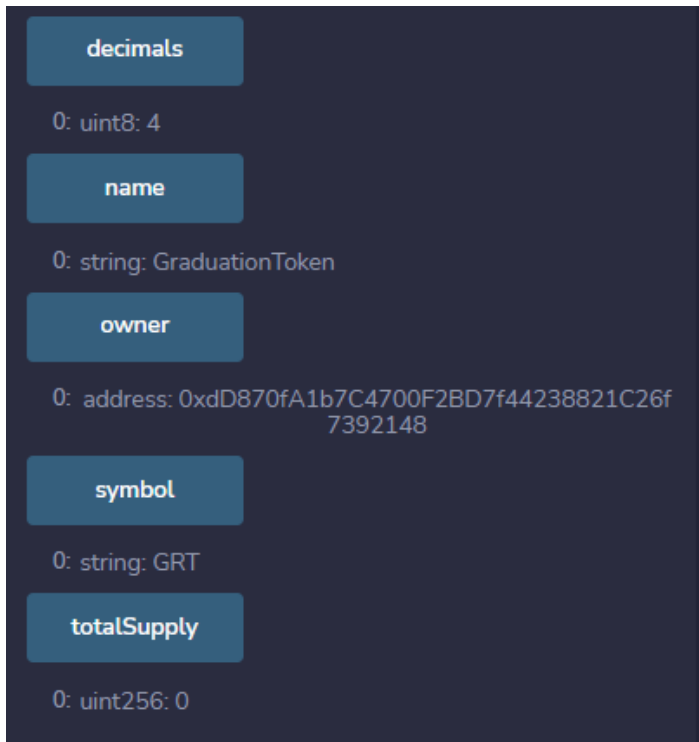 decimals
0: uint8: 4
name
0: string: GraduationToken
owner
0: address: 0xdD870fA1b7C4700F2BD7f44238821C26f
7392148
symbol
0: string: GRT
totalSupply
0: uint256: 0